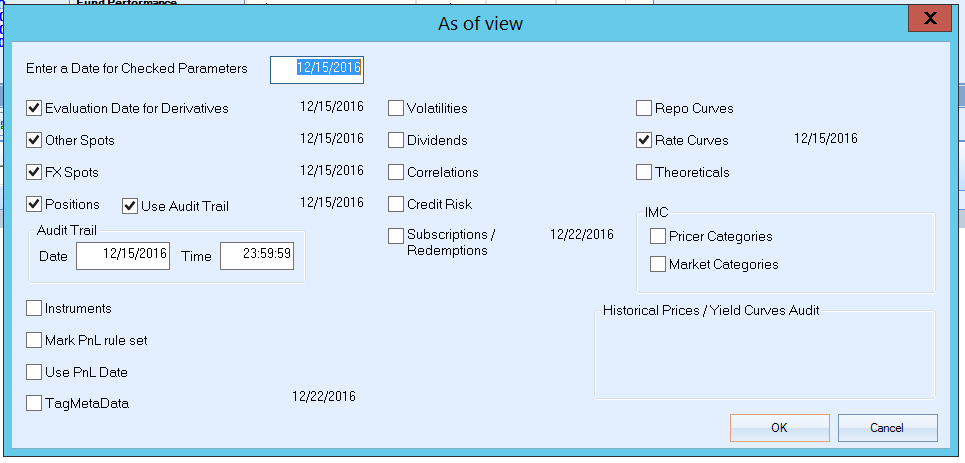 Fund Performance
As of view
X
Enter a Date for Checked Parameters 12/15/2016
Evaluation Date for Derivatives 12/15/2016 Volatilities Repo Curves
Other Spots 12/15/2016 Dividends Rate Curves 12/15/2016
FX Spots 12/15/2016 Correlations Theoreticals
Positions Use Audit Trail 12/15/2016 Credit Risk
IMC
Audit Trail
Date 12/15/2016 Time 23:59:59
Subscriptions / 12/22/2016
Redemptions
Pricer Categories
Market Categories
Instruments
Historical Prices / Yield Curves Audit
Mark PnL rule set
Use PnL Date
TagMetaData 12/22/2016
OK Cancel